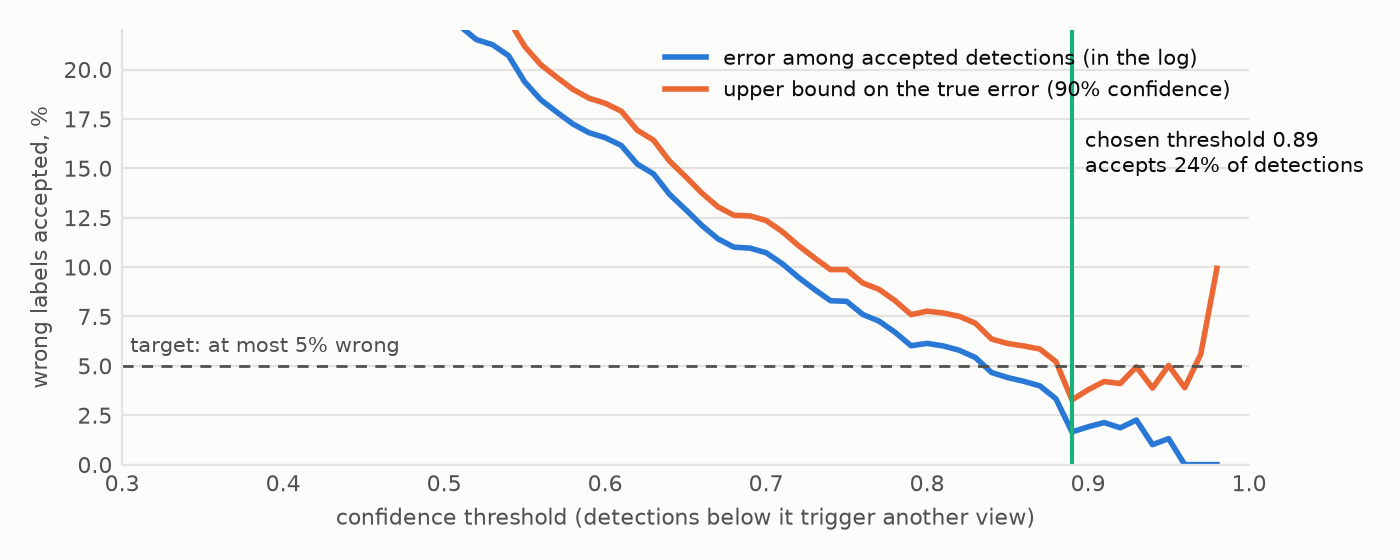 error among accepted detections (in the log)
upper bound on the true error (90% confidence)
chosen threshold 0.89
accepts 24% of detections
target: at most 5% wrong
wrong labels accepted, %
20.0
17.5
15.0
12.5
10.0
7.5
5.0
2.5
0.0
0.3 0.4 0.5 0.6 0.7 0.8 0.9 1.0
confidence threshold (detections below it trigger another view)